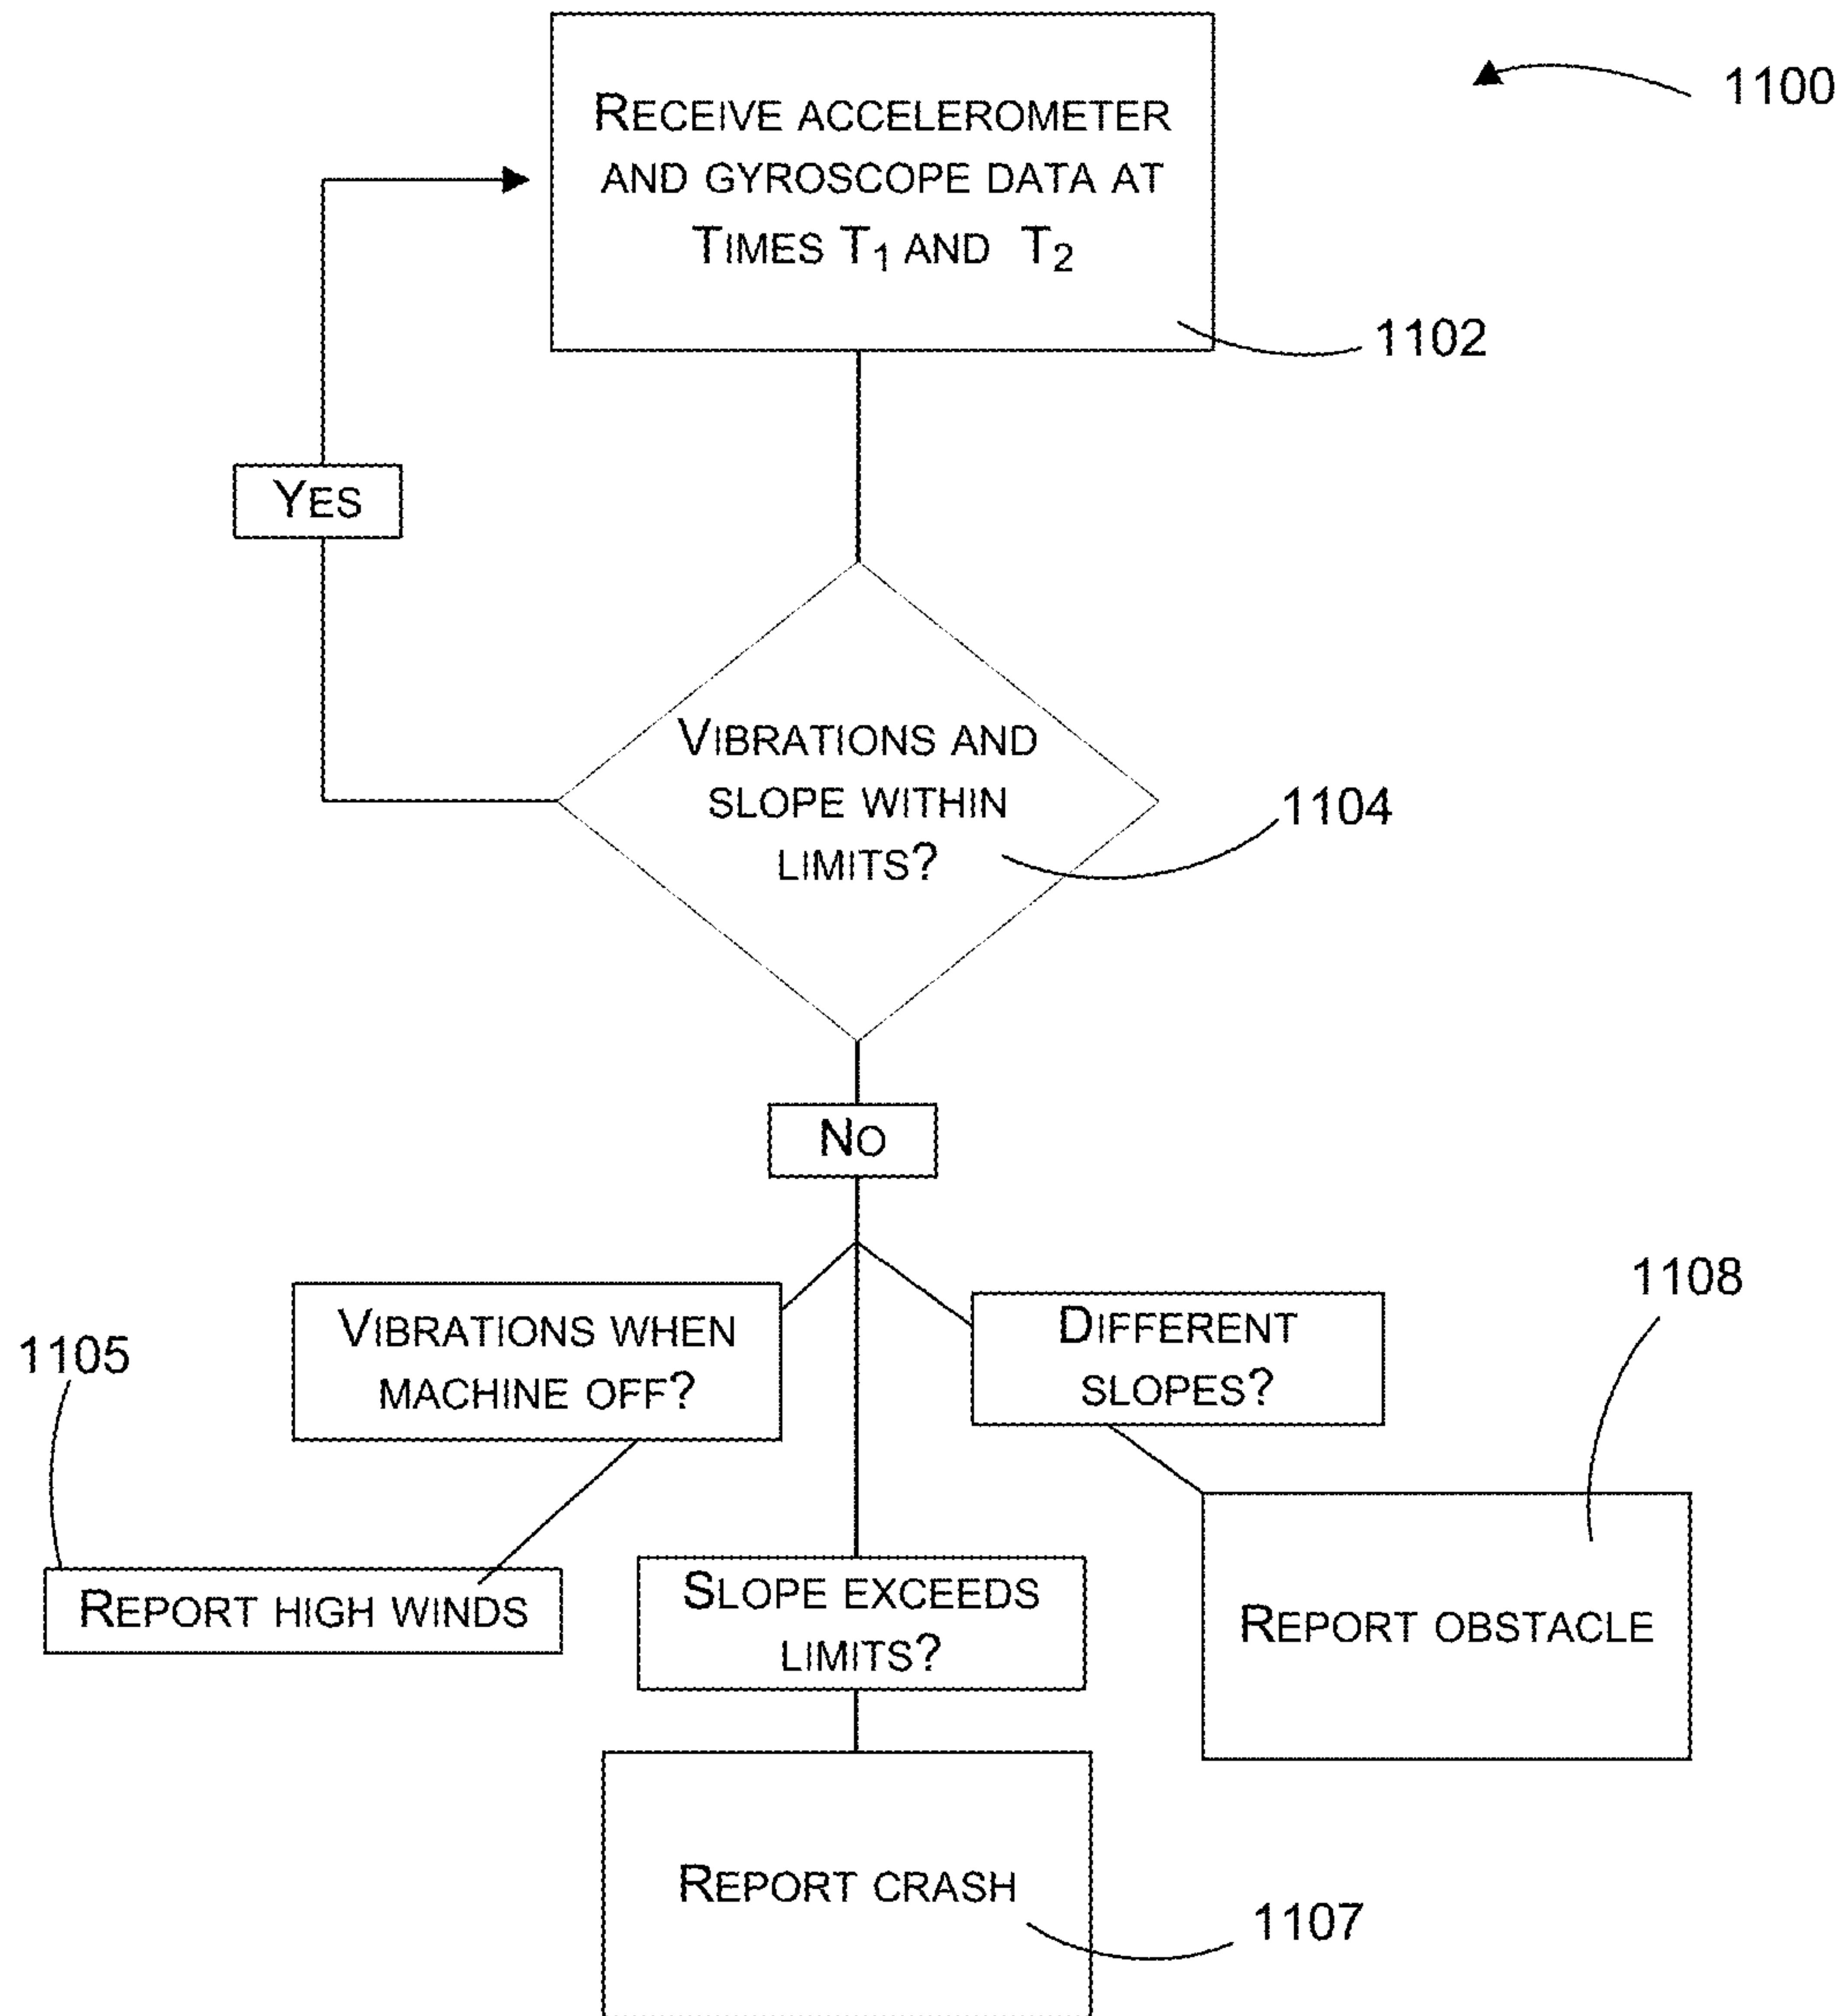 RECEIVE ACCELEROMETER
AND GYROSCOPE DATA AT
TIMES T₁ AND T₂
1100
1102
YES
VIBRATIONS AND
SLOPE WITHIN
LIMITS?
1104
NO
VIBRATIONS WHEN
MACHINE OFF?
DIFFERENT
SLOPES?
1108
1105
REPORT HIGH WINDS
SLOPE EXCEEDS
LIMITS?
REPORT OBSTACLE
REPORT CRASH
1107